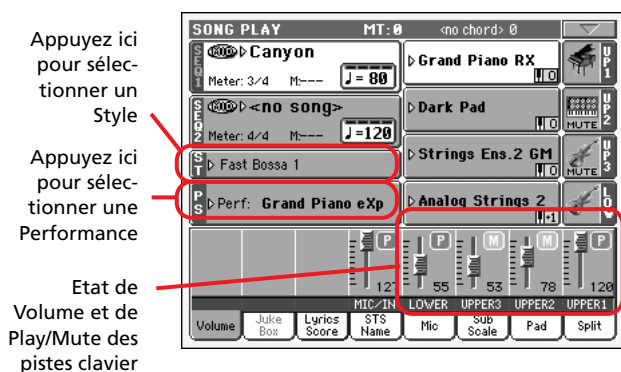 Appuyez ici
pour sélec-
tionner un
Style
Appuyez ici
pour sélec-
tionner une
Performance
Etat de
Volume et de
Play/Mute des
pistes clavier
SONG PLAY MT:0 <no chord> 0
SEQ1 Canyon
Meter: 3/4 M:--- ♩= 80
SEQ2 <no song>
Meter: 4/4 M:--- ♩=120
ST Fast Bossa 1
PS Perf: Grand Piano eXp
Grand Piano RX 0 UP1
Dark Pad 0 MUTE UP2
Strings Ens.2 GM 0 MUTE UP3
Analog Strings 2 +1 LOW
P P M M P
127 55 53 78 120
MIC/IN LOWER UPPER3 UPPER2 UPPER1
Volume Juke Box Lyrics Score STS Name Mic Sub Scale Pad Split